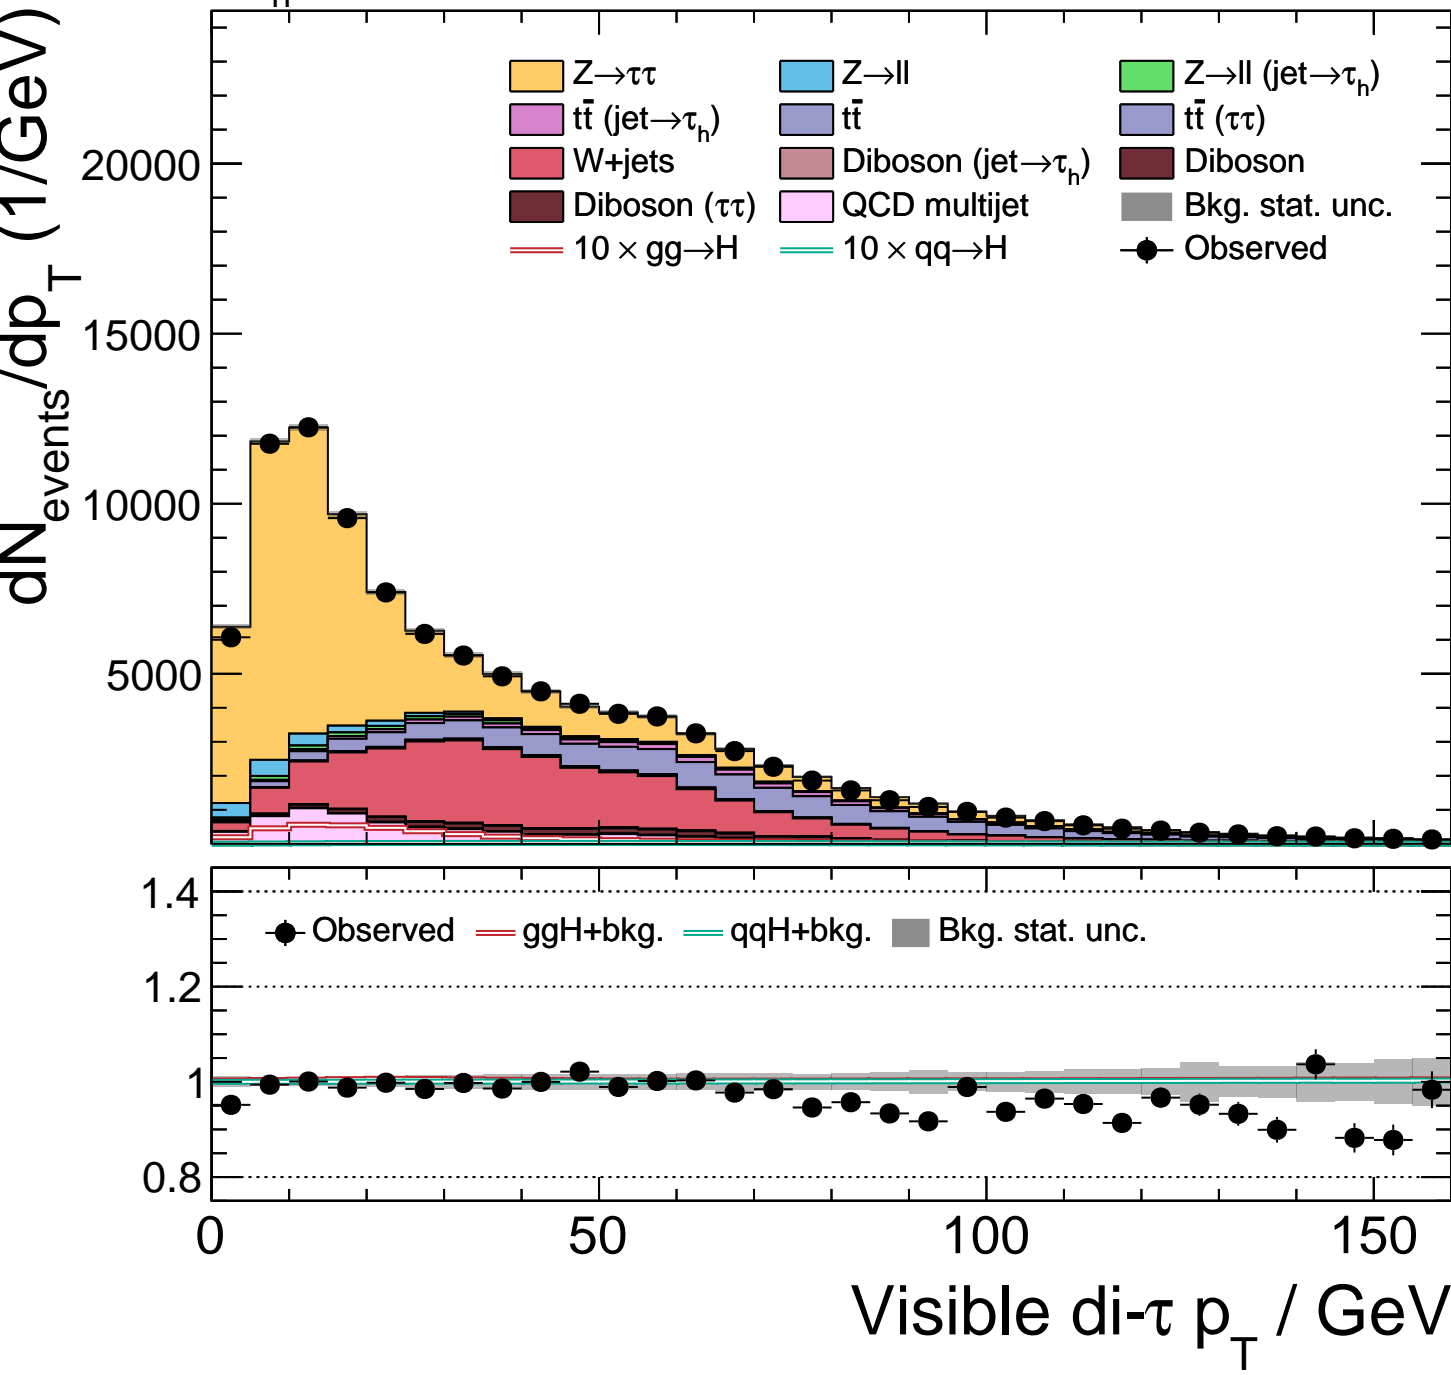 dN_events/dp_T (1/GeV)
Z→ττ Z→ll Z→ll (jet→τ_h)
tt̄ (jet→τ_h) tt̄ tt̄ (ττ)
W+jets Diboson (jet→τ_h) Diboson
Diboson (ττ) QCD multijet Bkg. stat. unc.
10 × gg→H 10 × qq→H Observed
20000
15000
10000
5000
1.4
Observed ggH+bkg. qqH+bkg. Bkg. stat. unc.
1.2
1
0.8
0 50 100 150
Visible di-τ p_T / GeV